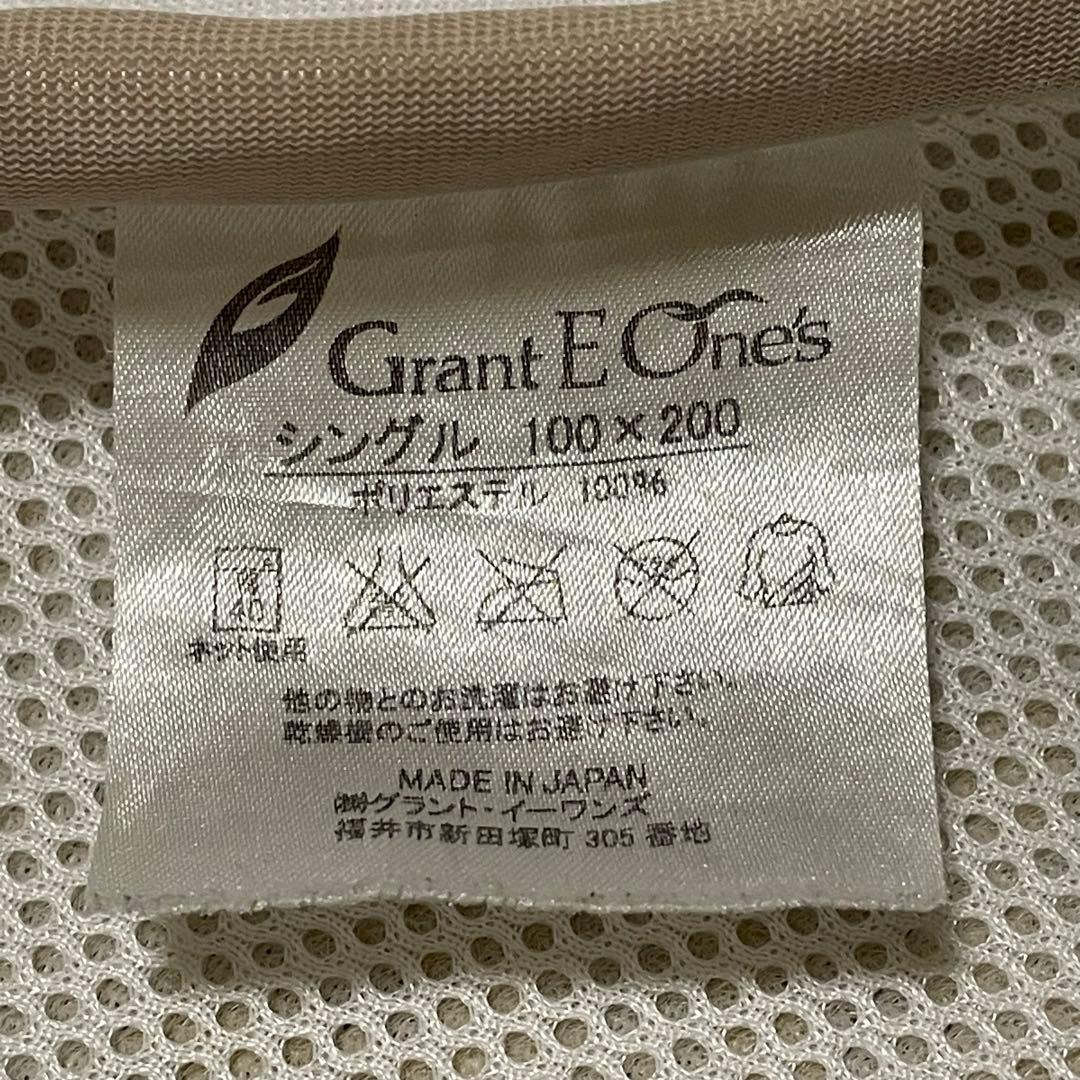 Grant E One's
シングル 100×200
ポリエステル 100%
40
ネット使用
他の物とのお洗濯はお避け下さい。
乾燥機のご使用はお避け下さい。
MADE IN JAPAN
㈱グラント・イーワンズ
福井市新田塚町 305 番地